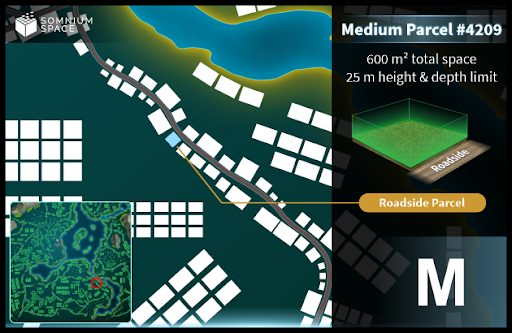 SOMNIUM
SPACE
Medium Parcel #4209
600 m² total space
25 m height & depth limit
Roadside
Roadside Parcel
M